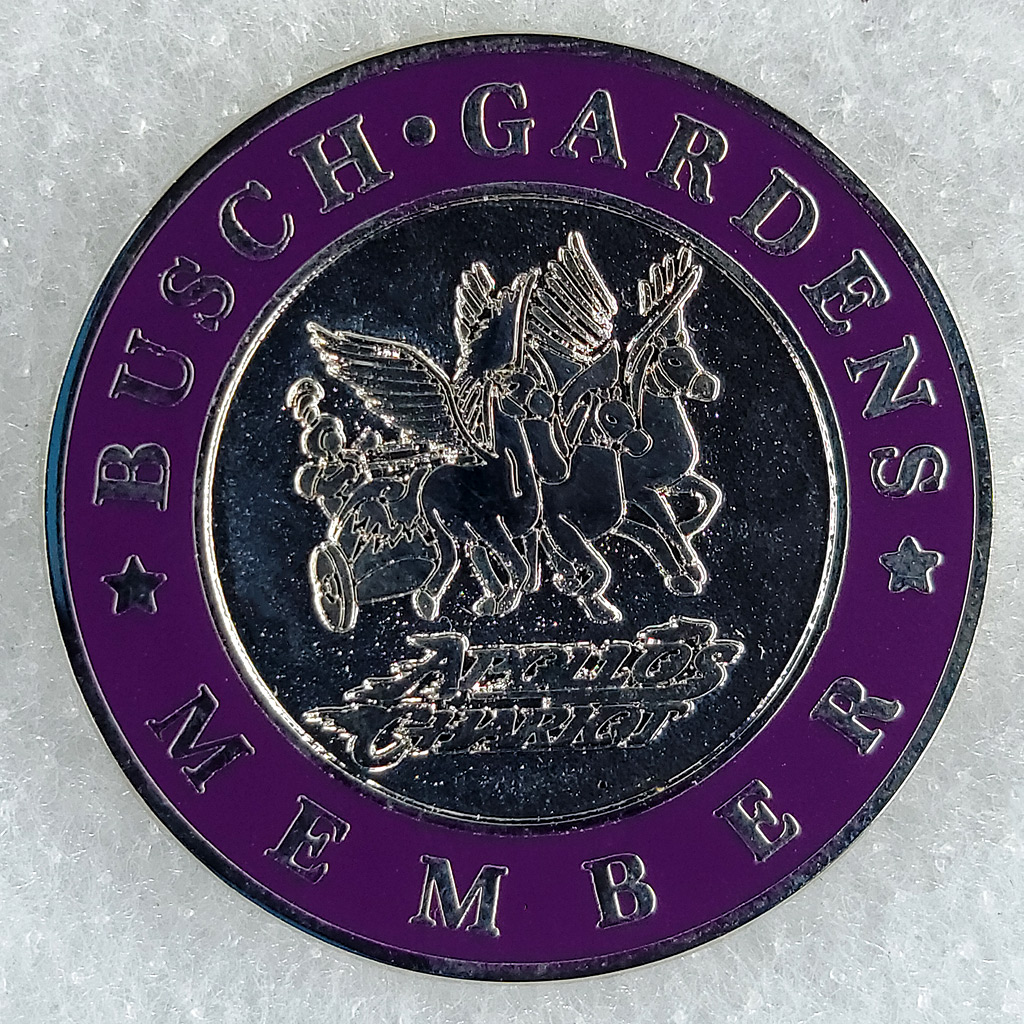 BUSCH·GARDENS
APOLLO'S
CHARIOT
★ MEMBER ★